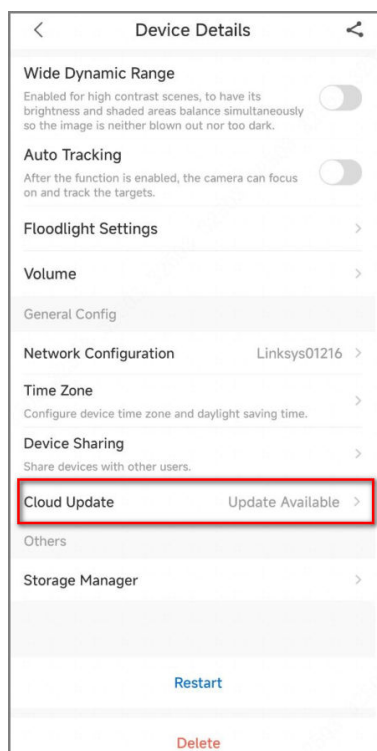 Device Details
Wide Dynamic Range
Enabled for high contrast scenes, to have its
brightness and shaded areas balance simultaneously
so the image is neither blown out nor too dark.
Auto Tracking
After the function is enabled, the camera can focus
on and track the targets.
Floodlight Settings
Volume
General Config
Network Configuration Linksys01216
Time Zone
Configure device time zone and daylight saving time.
Device Sharing
Share devices with other users.
Cloud Update Update Available
Others
Storage Manager
Restart
Delete